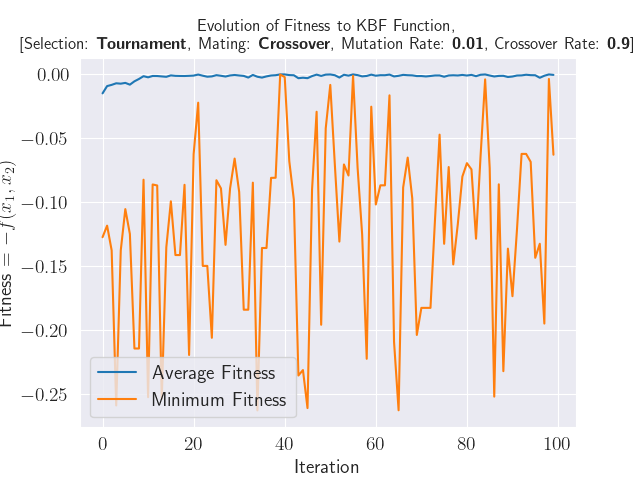 Evolution of Fitness to KBF Function,
[Selection: Tournament, Mating: Crossover, Mutation Rate: 0.01, Crossover Rate: 0.9]
Fitness = −f(x₁, x₂)
0.00
−0.05
−0.10
−0.15
−0.20
−0.25
Average Fitness
Minimum Fitness
0 20 40 60 80 100
Iteration